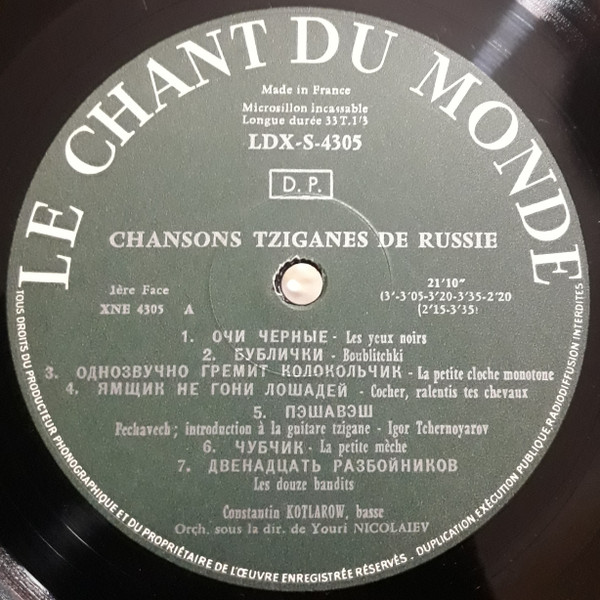 LE CHANT DU MONDE
Made in France
Microsillon Incassable
Longue durée 33 T.1/3
LDX-S-4305
D. P.
CHANSONS TZIGANES DE RUSSIE
1ère Face
XNE 4305 A
21'10"
(3'-3'05-3'20-3'35-2'20
(2'15-3'35)
1. ОЧИ ЧЕРНЫЕ - Les yeux noirs
2. БУБЛИЧКИ - Boublitchki
3. ОДНОЗВУЧНО ГРЕМИТ КОЛОКОЛЬЧИК - La petite cloche monotone
4. ЯМЩИК НЕ ГОНИ ЛОШАДЕЙ - Cocher, ralentis tes chevaux
5. ПЭШАВЭШ
Pechavech ; introduction à la guitare tzigane - Igor Tchernoyarov
6. ЧУБЧИК - La petite mèche
7. ДВЕНАДЦАТЬ РАЗБОЙНИКОВ
Les douze bandits
Constantin KOTLAROW, basse
Orch. sous la dir. de Youri NICOLAIEV
TOUS DROITS DU PRODUCTEUR PHONOGRAPHIQUE ET DU PROPRIÉTAIRE DE L'ŒUVRE ENREGISTRÉE RÉSERVÉS . DUPLICATION, EXÉCUTION PUBLIQUE, RADIODIFFUSION INTERDITES